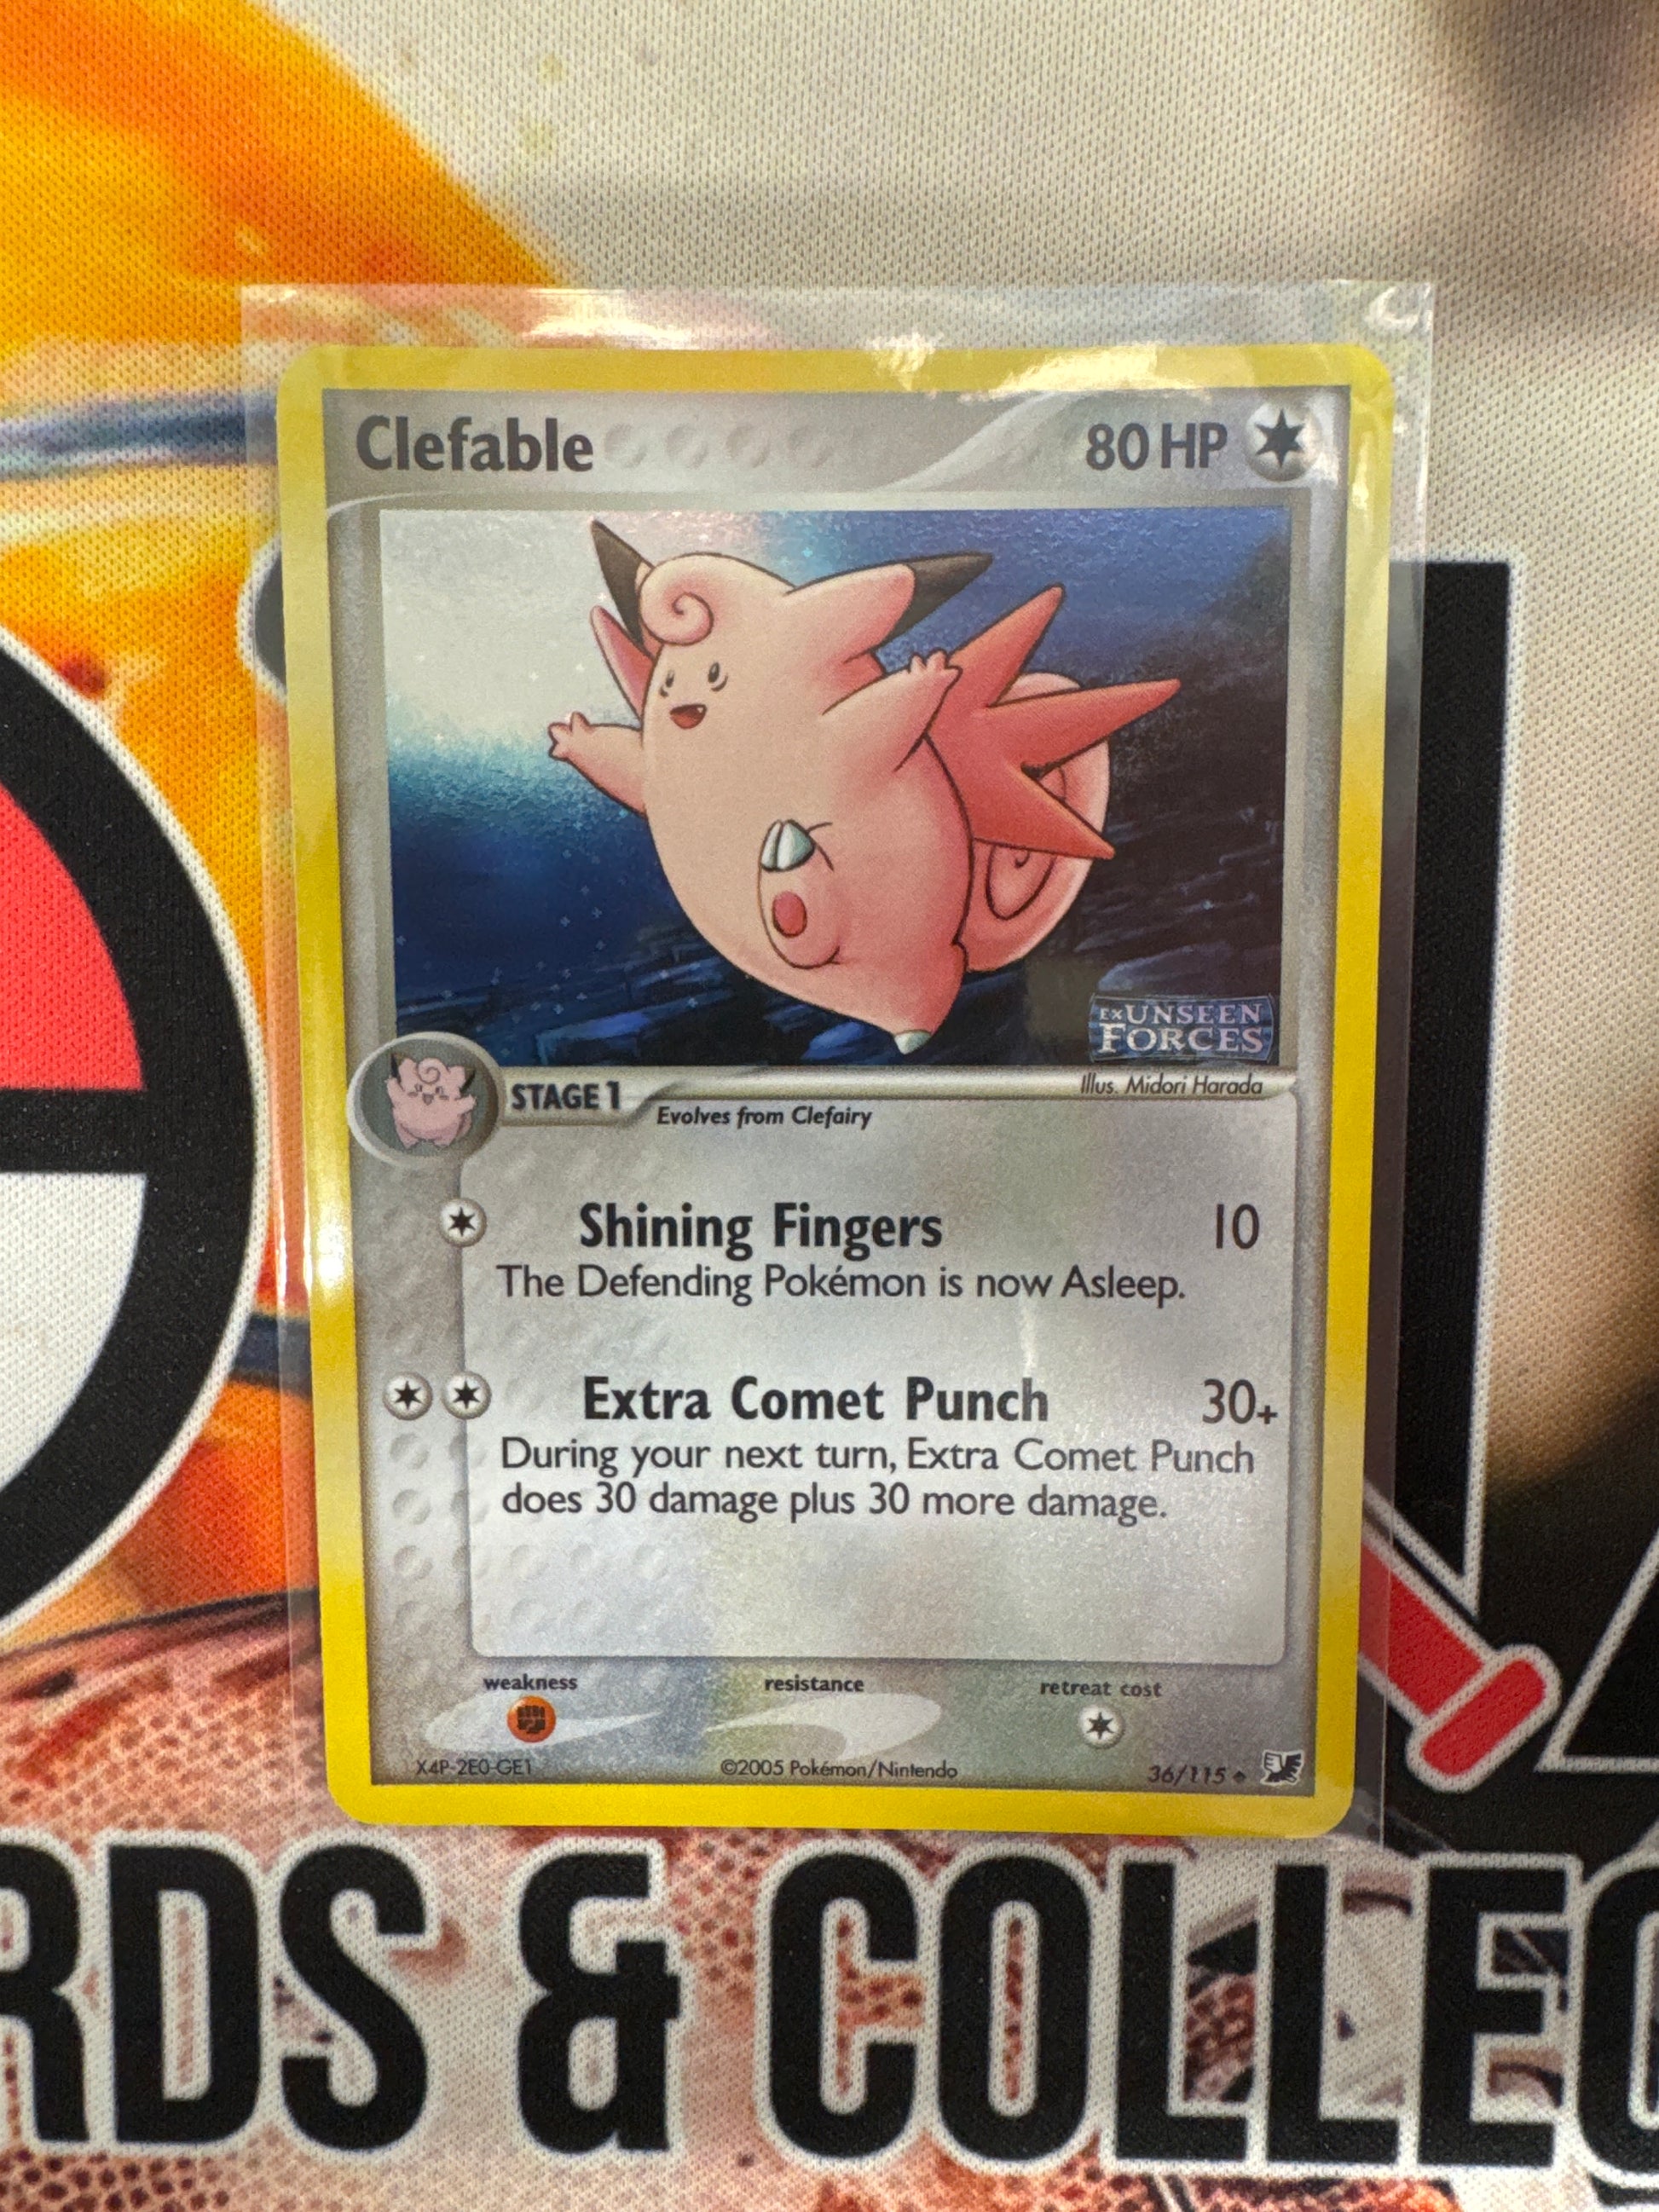 Clefable 80 HP
EX UNSEEN
FORCES
Illus. Midori Harada
STAGE 1
Evolves from Clefairy
Shining Fingers 10
The Defending Pokémon is now Asleep.
Extra Comet Punch 30+
During your next turn, Extra Comet Punch
does 30 damage plus 30 more damage.
weakness resistance retreat cost
X4P-2E0-GE1 ©2005 Pokémon/Nintendo 36/115
RDS & COLLEC